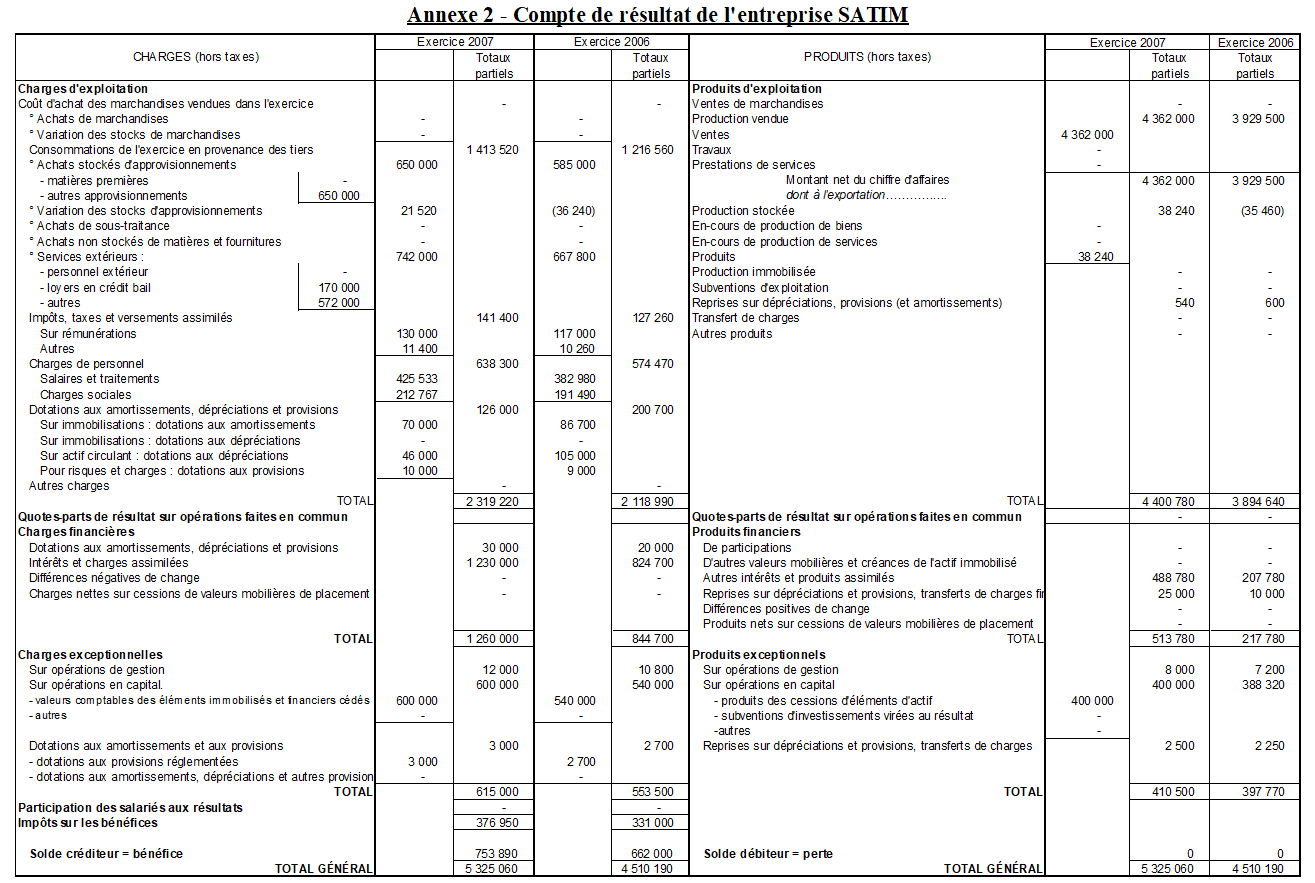 Annexe 2 - Compte de résultat de l'entreprise SATIM
CHARGES (hors taxes) Exercice 2007 Exercice 2006 PRODUITS (hors taxes) Exercice 2007 Exercice 2006
Totaux partiels Totaux partiels Totaux partiels Totaux partiels
Charges d'exploitation Produits d'exploitation
Coût d'achat des marchandises vendues dans l'exercice - - Ventes de marchandises - -
° Achats de marchandises - - Production vendue 4 362 000 3 929 500
° Variation des stocks de marchandises - - Ventes 4 362 000
Consommations de l'exercice en provenance des tiers 1 413 520 1 216 560 Travaux -
° Achats stockés d'approvisionnements 650 000 585 000 Prestations de services -
- matières premières - Montant net du chiffre d'affaires 4 362 000 3 929 500
- autres approvisionnements 650 000 dont à l'exportation................
° Variation des stocks d'approvisionnements 21 520 (36 240) Production stockée 38 240 (35 460)
° Achats de sous-traitance - - En-cours de production de biens -
° Achats non stockés de matières et fournitures - - En-cours de production de services -
° Services extérieurs : 742 000 667 800 Produits 38 240
- personnel extérieur - Production immobilisée - -
- loyers en crédit bail 170 000 Subventions d'exploitation - -
- autres 572 000 Reprises sur dépréciations, provisions (et amortissements) 540 600
Impôts, taxes et versements assimilés 141 400 127 260 Transfert de charges - -
Sur rémunérations 130 000 117 000 Autres produits - -
Autres 11 400 10 260
Charges de personnel 638 300 574 470
Salaires et traitements 425 533 382 980
Charges sociales 212 767 191 490
Dotations aux amortissements, dépréciations et provisions 126 000 200 700
Sur immobilisations : dotations aux amortissements 70 000 86 700
Sur immobilisations : dotations aux dépréciations - -
Sur actif circulant : dotations aux dépréciations 46 000 105 000
Pour risques et charges : dotations aux provisions 10 000 9 000
Autres charges - -
TOTAL 2 319 220 2 118 990 TOTAL 4 400 780 3 894 640
Quotes-parts de résultat sur opérations faites en commun Quotes-parts de résultat sur opérations faites en commun - -
Charges financières Produits financiers
Dotations aux amortissements, dépréciations et provisions 30 000 20 000 De participations - -
Intérêts et charges assimilées 1 230 000 824 700 D'autres valeurs mobilières et créances de l'actif immobilisé - -
Différences négatives de change - - Autres intérêts et produits assimilés 488 780 207 780
Charges nettes sur cessions de valeurs mobilières de placement - - Reprises sur dépréciations et provisions, transferts de charges fin 25 000 10 000
Différences positives de change - -
Produits nets sur cessions de valeurs mobilières de placement - -
TOTAL 1 260 000 844 700 TOTAL 513 780 217 780
Charges exceptionnelles Produits exceptionnels
Sur opérations de gestion 12 000 10 800 Sur opérations de gestion 8 000 7 200
Sur opérations en capital. 600 000 540 000 Sur opérations en capital 400 000 388 320
- valeurs comptables des éléments immobilisés et financiers cédés 600 000 540 000 - produits des cessions d'éléments d'actif 400 000
- autres - - - subventions d'investissements virées au résultat -
-autres -
Dotations aux amortissements et aux provisions 3 000 2 700 Reprises sur dépréciations et provisions, transferts de charges 2 500 2 250
- dotations aux provisions réglementées 3 000 2 700
- dotations aux amortissements, dépréciations et autres provision - -
TOTAL 615 000 553 500 TOTAL 410 500 397 770
Participation des salariés aux résultats - -
Impôts sur les bénéfices 376 950 331 000
Solde créditeur = bénéfice 753 890 662 000 Solde débiteur = perte 0 0
TOTAL GÉNÉRAL 5 325 060 4 510 190 TOTAL GÉNÉRAL 5 325 060 4 510 190